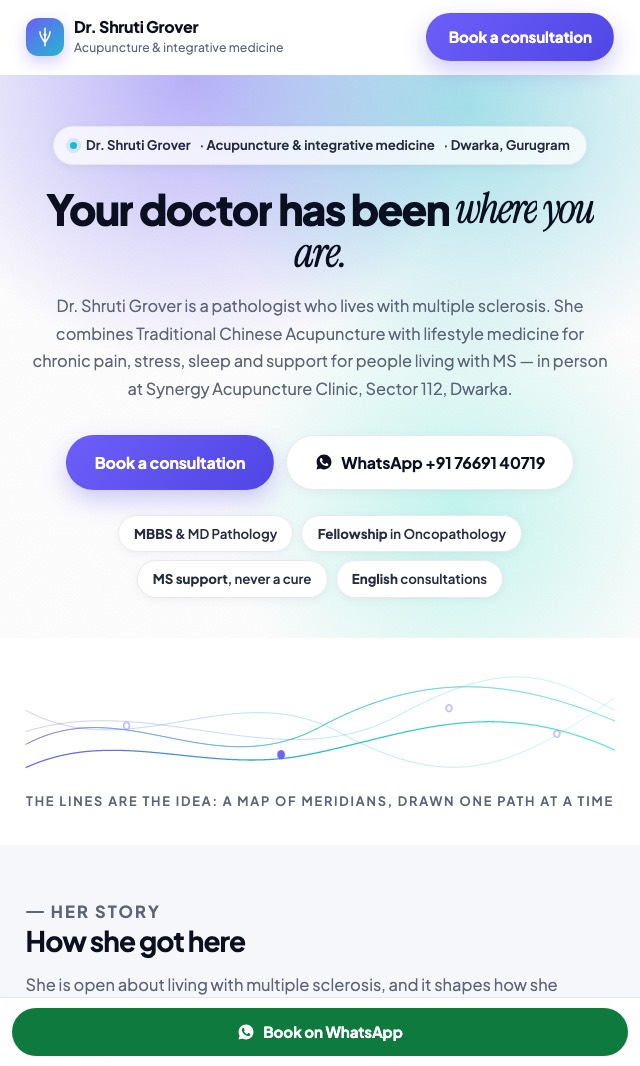 Dr. Shruti Grover
Acupuncture & integrative medicine
Book a consultation
Dr. Shruti Grover · Acupuncture & integrative medicine · Dwarka, Gurugram
Your doctor has been where you
are.
Dr. Shruti Grover is a pathologist who lives with multiple sclerosis. She
combines Traditional Chinese Acupuncture with lifestyle medicine for
chronic pain, stress, sleep and support for people living with MS — in person
at Synergy Acupuncture Clinic, Sector 112, Dwarka.
Book a consultation
WhatsApp +91 76691 40719
MBBS & MD Pathology
Fellowship in Oncopathology
MS support, never a cure
English consultations
THE LINES ARE THE IDEA: A MAP OF MERIDIANS, DRAWN ONE PATH AT A TIME
— HER STORY
How she got here
She is open about living with multiple sclerosis, and it shapes how she
Book on WhatsApp